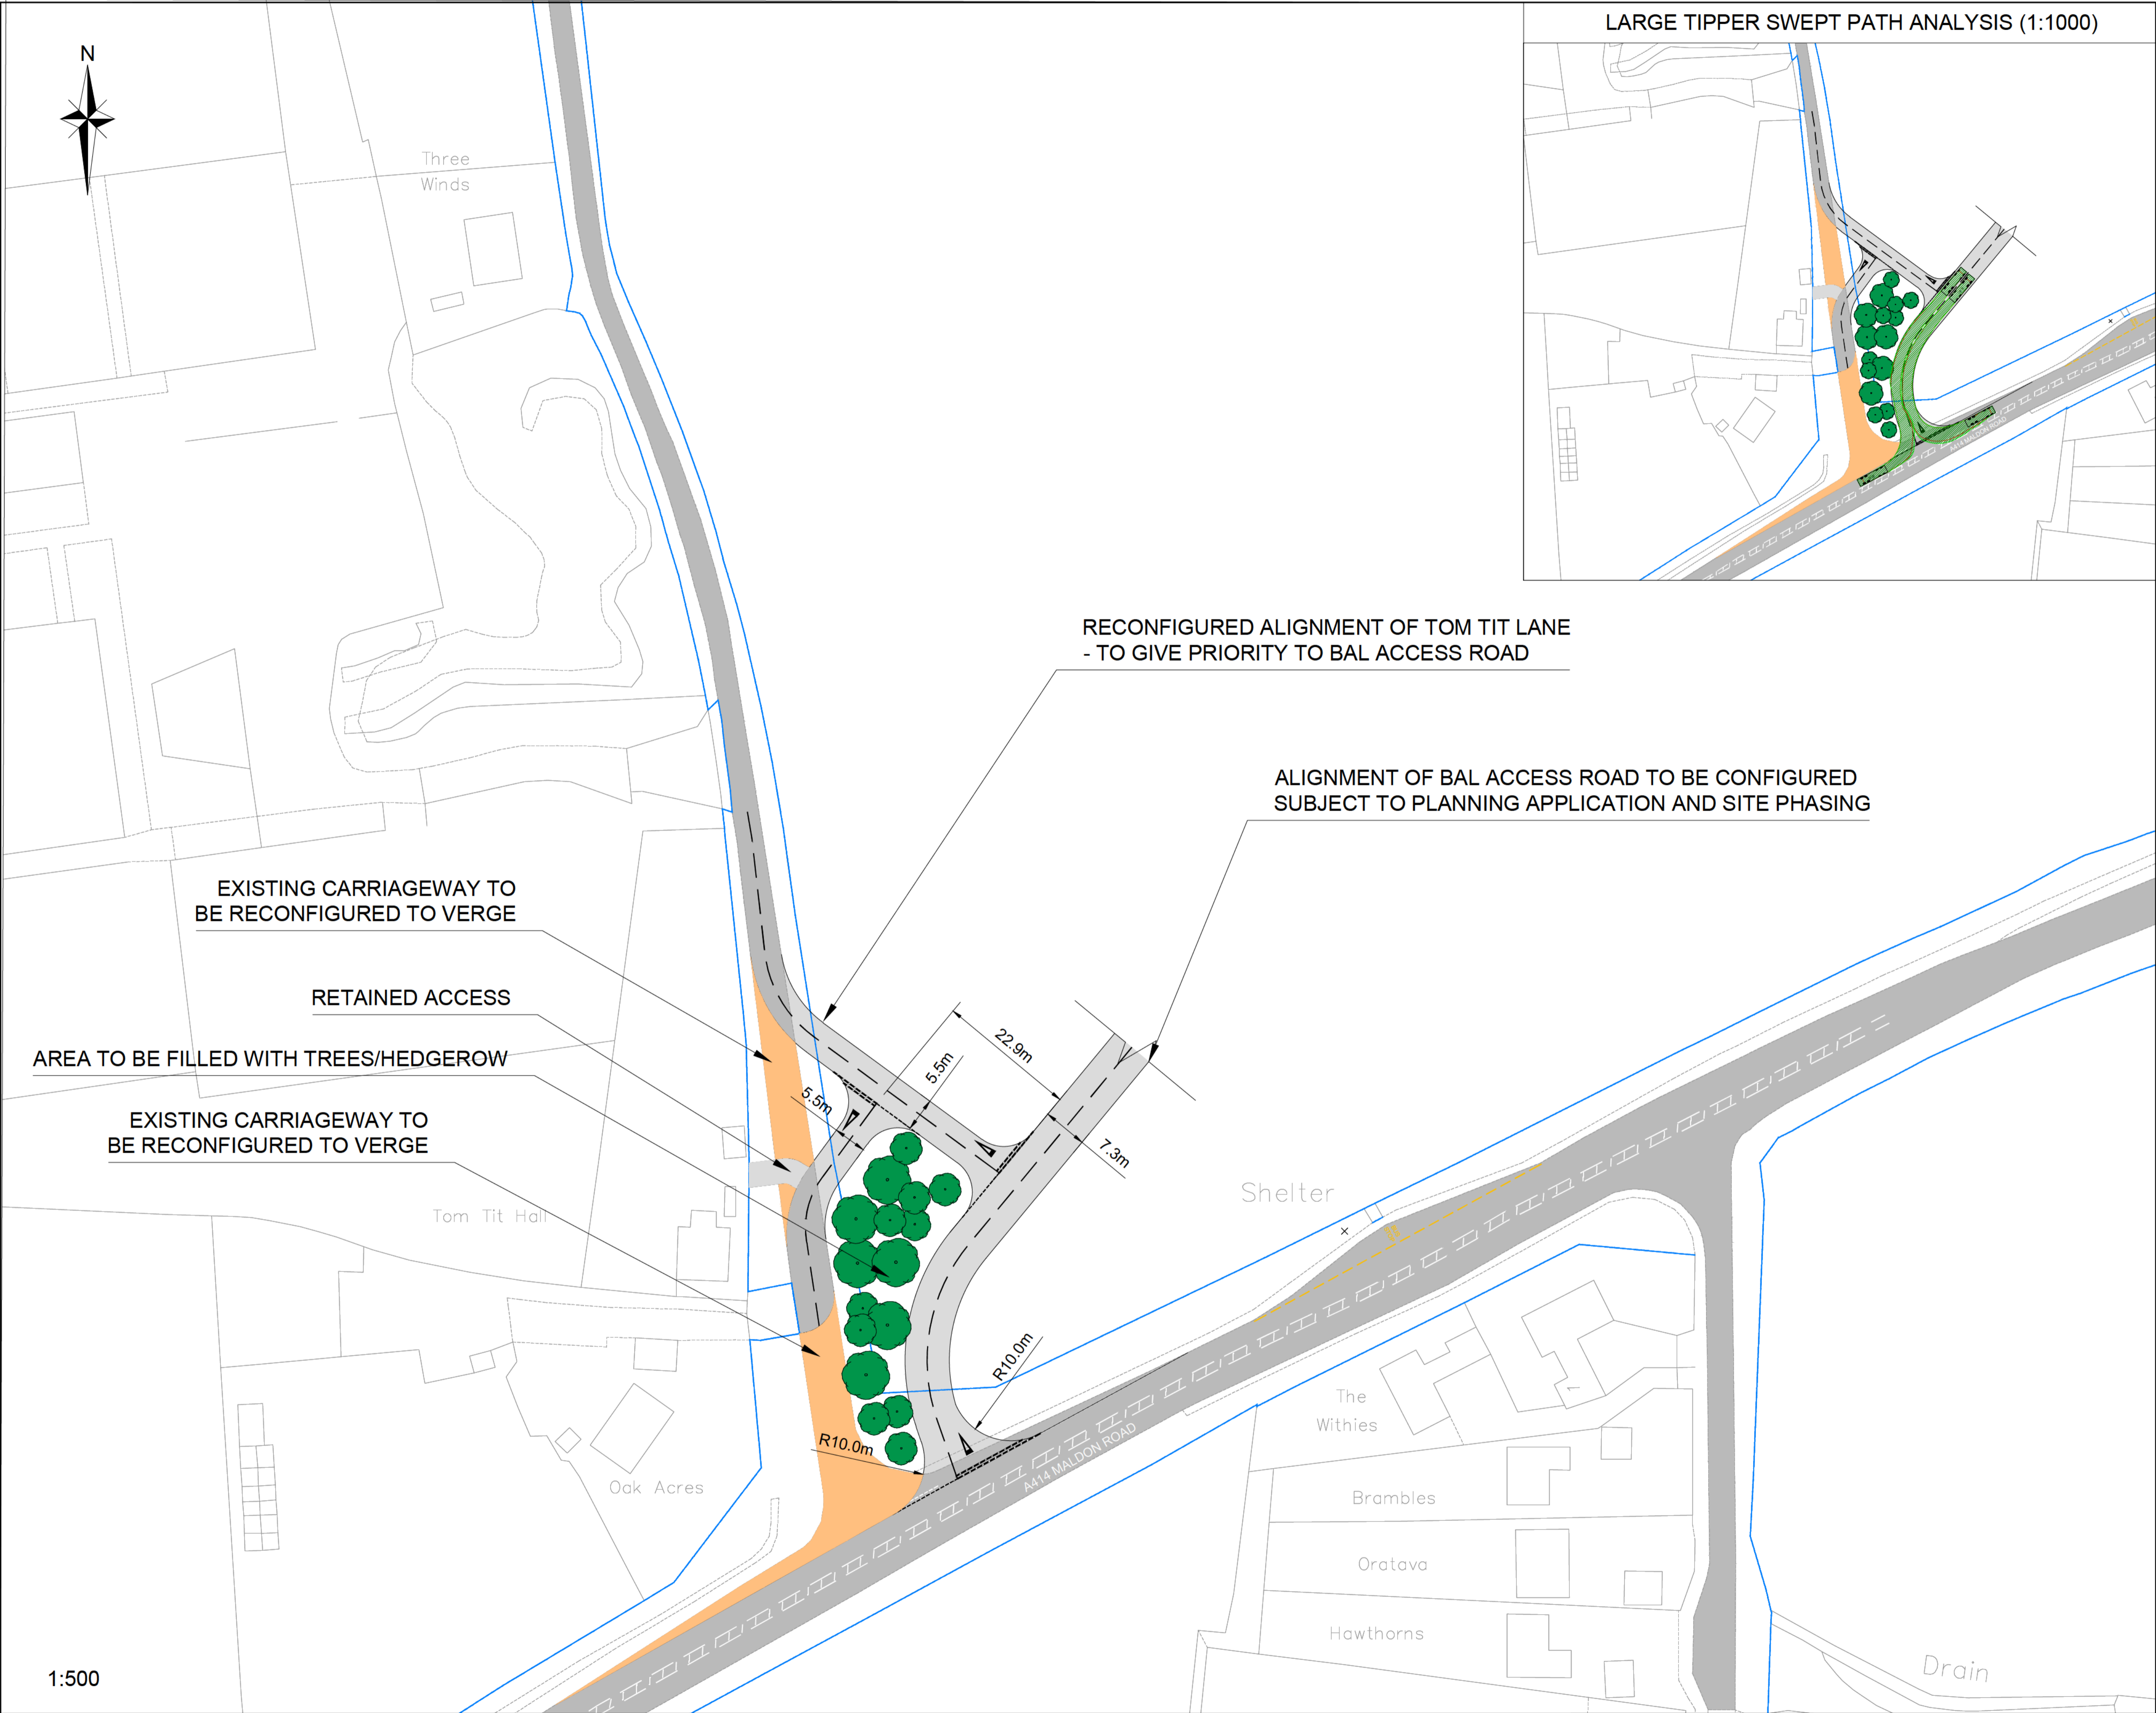 LARGE TIPPER SWEPT PATH ANALYSIS (1:1000)
N
Three
Winds
A414 MALDON ROAD
RECONFIGURED ALIGNMENT OF TOM TIT LANE
- TO GIVE PRIORITY TO BAL ACCESS ROAD
ALIGNMENT OF BAL ACCESS ROAD TO BE CONFIGURED
SUBJECT TO PLANNING APPLICATION AND SITE PHASING
EXISTING CARRIAGEWAY TO
BE RECONFIGURED TO VERGE
RETAINED ACCESS
AREA TO BE FILLED WITH TREES/HEDGEROW
EXISTING CARRIAGEWAY TO
BE RECONFIGURED TO VERGE
22.9m
5.5m
5.5m
7.3m
Shelter
Tom Tit Hall
R10.0m
R10.0m
A414 MALDON ROAD
The
Withies
Oak Acres
Brambles
Oratava
Hawthorns
Drain
1:500